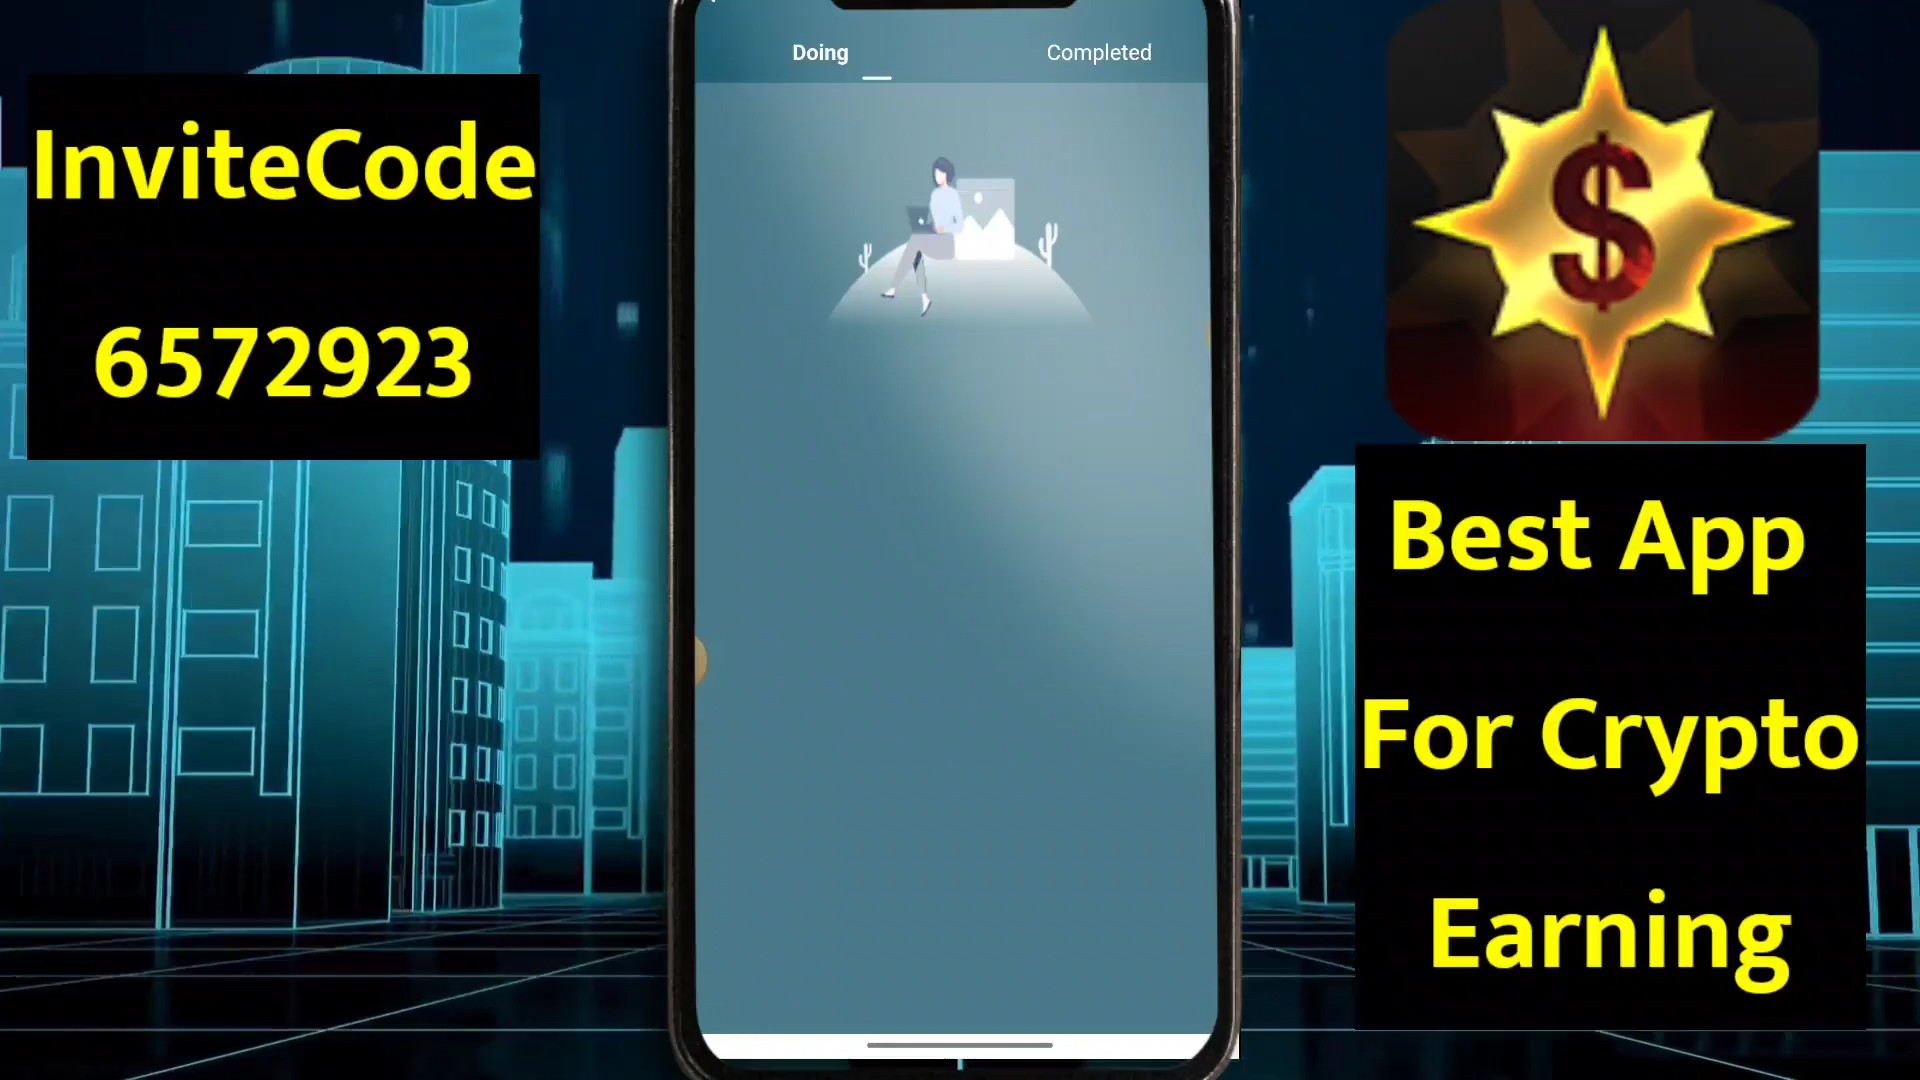 InviteCode
6572923
Doing
Completed
$
Best App
For Crypto
Earning